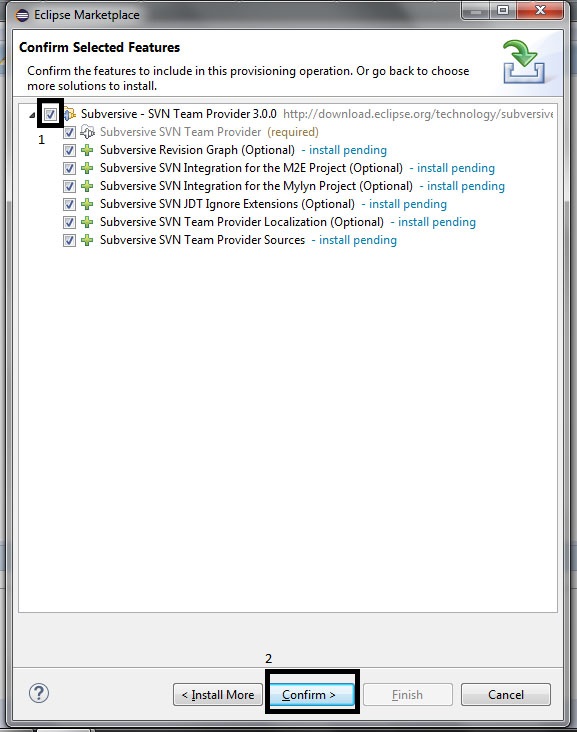 Eclipse Marketplace
Confirm Selected Features
Confirm the features to include in this provisioning operation. Or go back to choose
more solutions to install.
Subversive - SVN Team Provider 3.0.0 http://download.eclipse.org/technology/subversive
1
Subversive SVN Team Provider (required)
Subversive Revision Graph (Optional) - install pending
Subversive SVN Integration for the M2E Project (Optional) - install pending
Subversive SVN Integration for the Mylyn Project (Optional) - install pending
Subversive SVN JDT Ignore Extensions (Optional) - install pending
Subversive SVN Team Provider Localization (Optional) - install pending
Subversive SVN Team Provider Sources - install pending
2
? < Install More Confirm > Finish Cancel